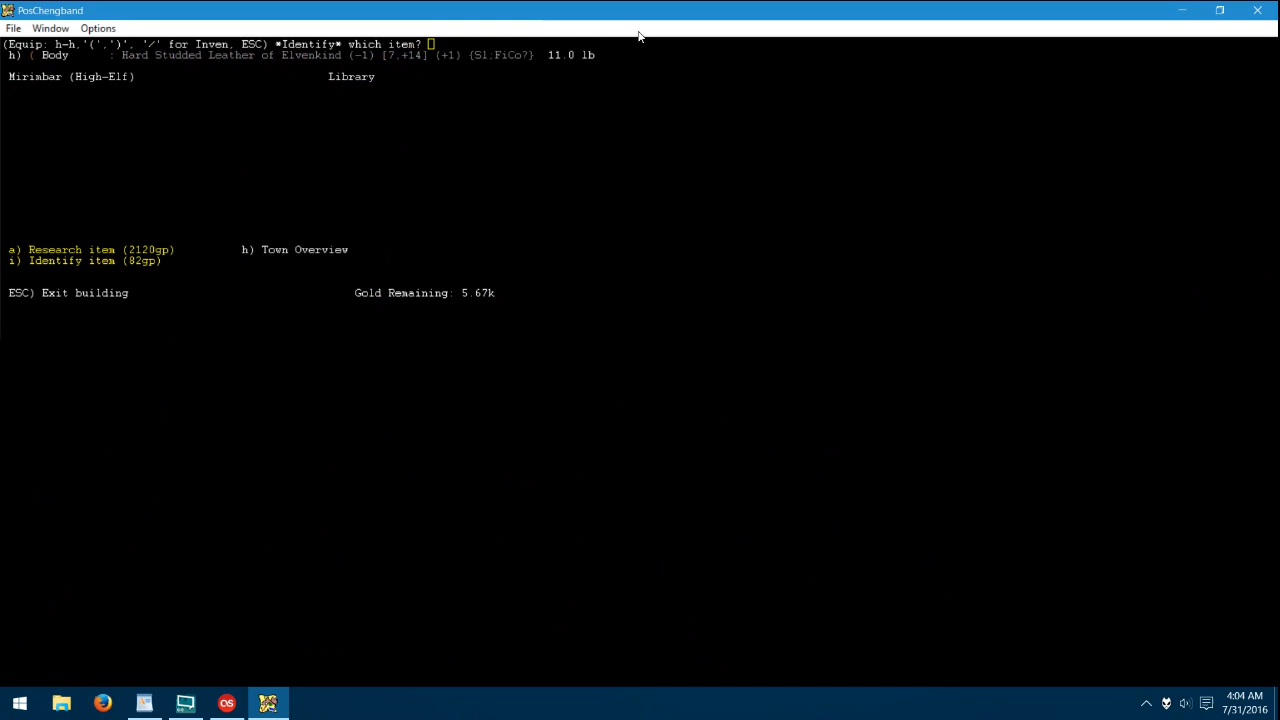 PosChengband
File Window Options
(Equip: h-h,'(',')', '/' for Inven, ESC) *Identify* which item?
h) ( Body : Hard Studded Leather of Elvenkind (-1) [7,+14] (+1) {Sl;FiCo?} 11.0 lb
Mirimbar (High-Elf) Library
a) Research item (2120gp) h) Town Overview
i) Identify item (82gp)
ESC) Exit building Gold Remaining: 5.67k
4:04 AM
7/31/2016